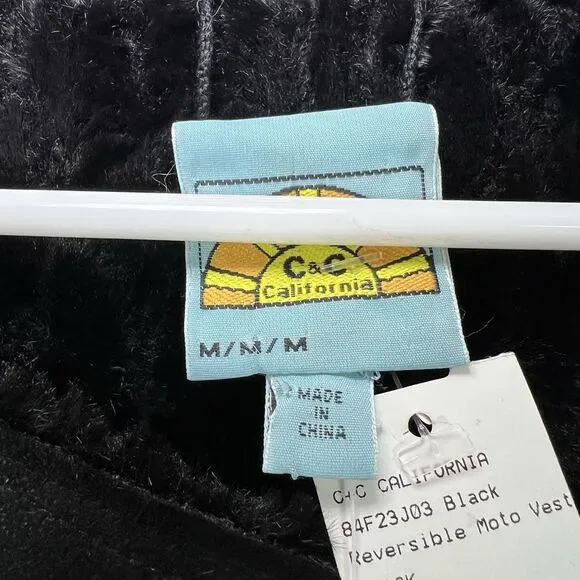 C&C
California
M/M/M
MADE
IN
CHINA
C&C CALIFORNIA
84F23J03 Black
Reversible Moto Vest